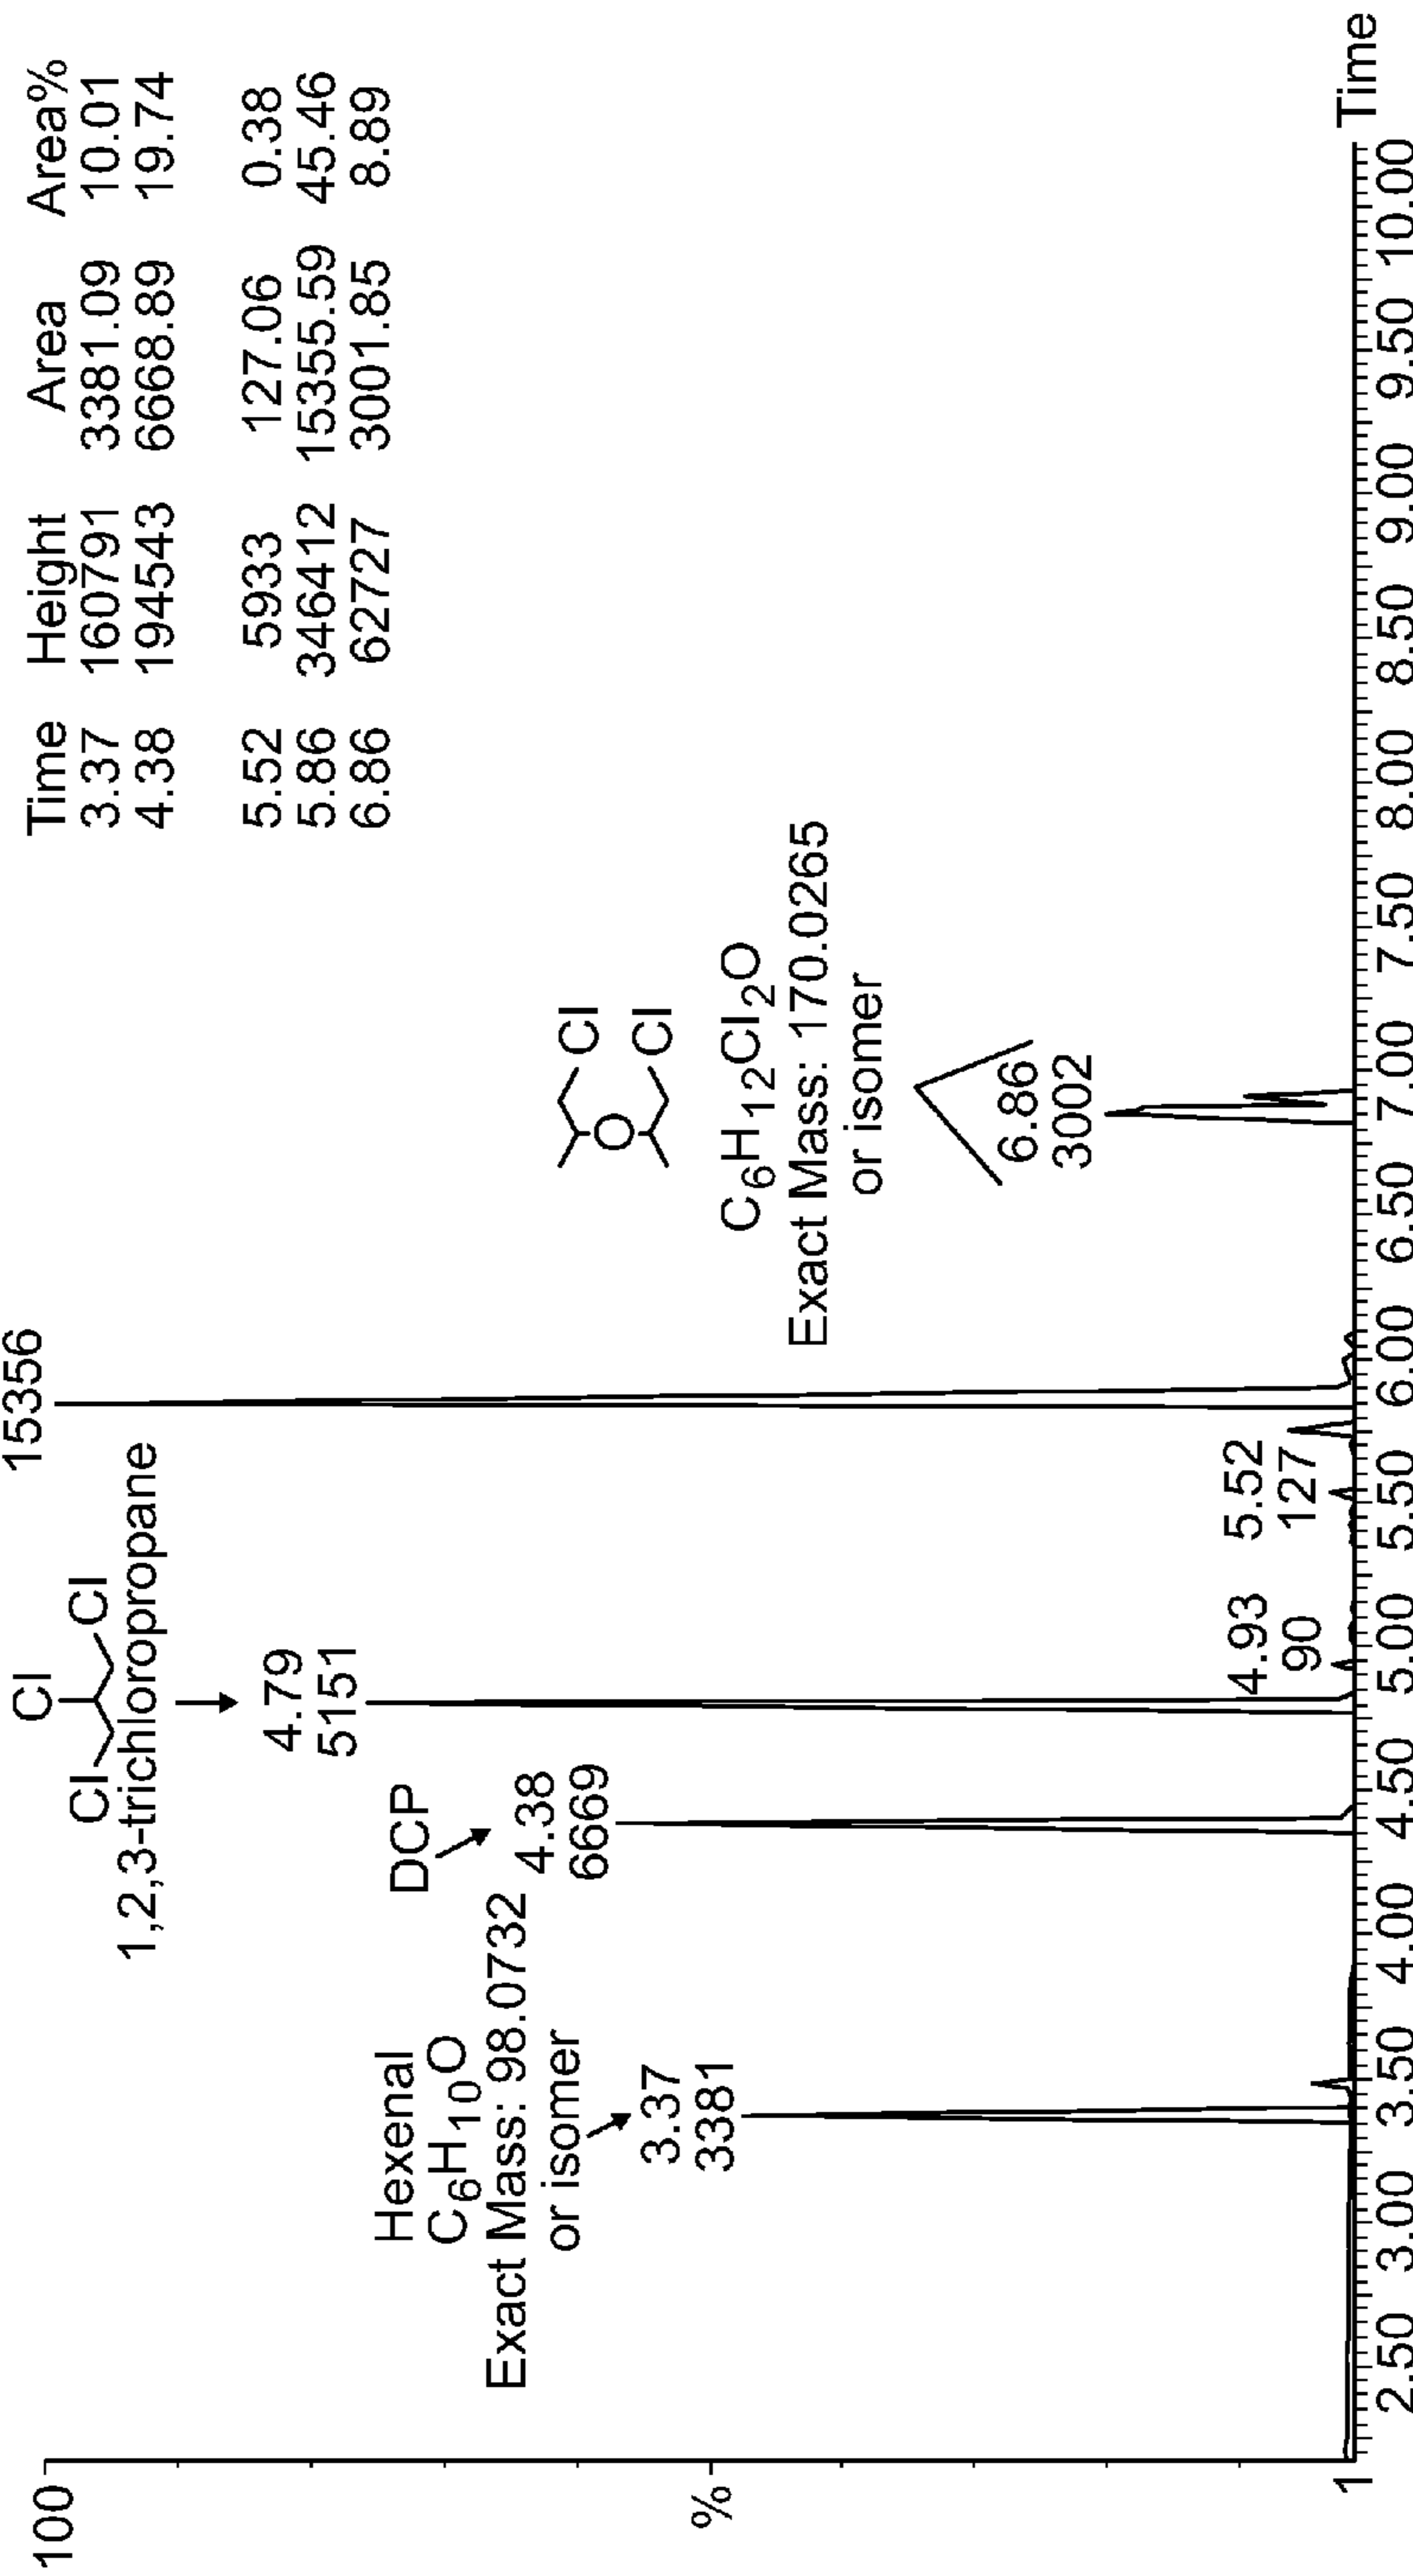 Time Height Area Area%
3.37 160791 3381.09 10.01
4.38 194543 6668.89 19.74
5.52 5933 127.06 0.38
5.86 346412 15355.59 45.46
6.86 62727 3001.85 8.89
15356
Cl
Cl Cl
1,2,3-trichloropropane
4.79
5151
DCP
4.38
6669
Hexenal
C6H10O
Exact Mass: 98.0732
or isomer
3.37
3381
Cl
O
Cl
C6H12Cl2O
Exact Mass: 170.0265
or isomer
6.86
3002
4.93
90
5.52
127
100
%
1
2.50 3.00 3.50 4.00 4.50 5.00 5.50 6.00 6.50 7.00 7.50 8.00 8.50 9.00 9.50 10.00
Time